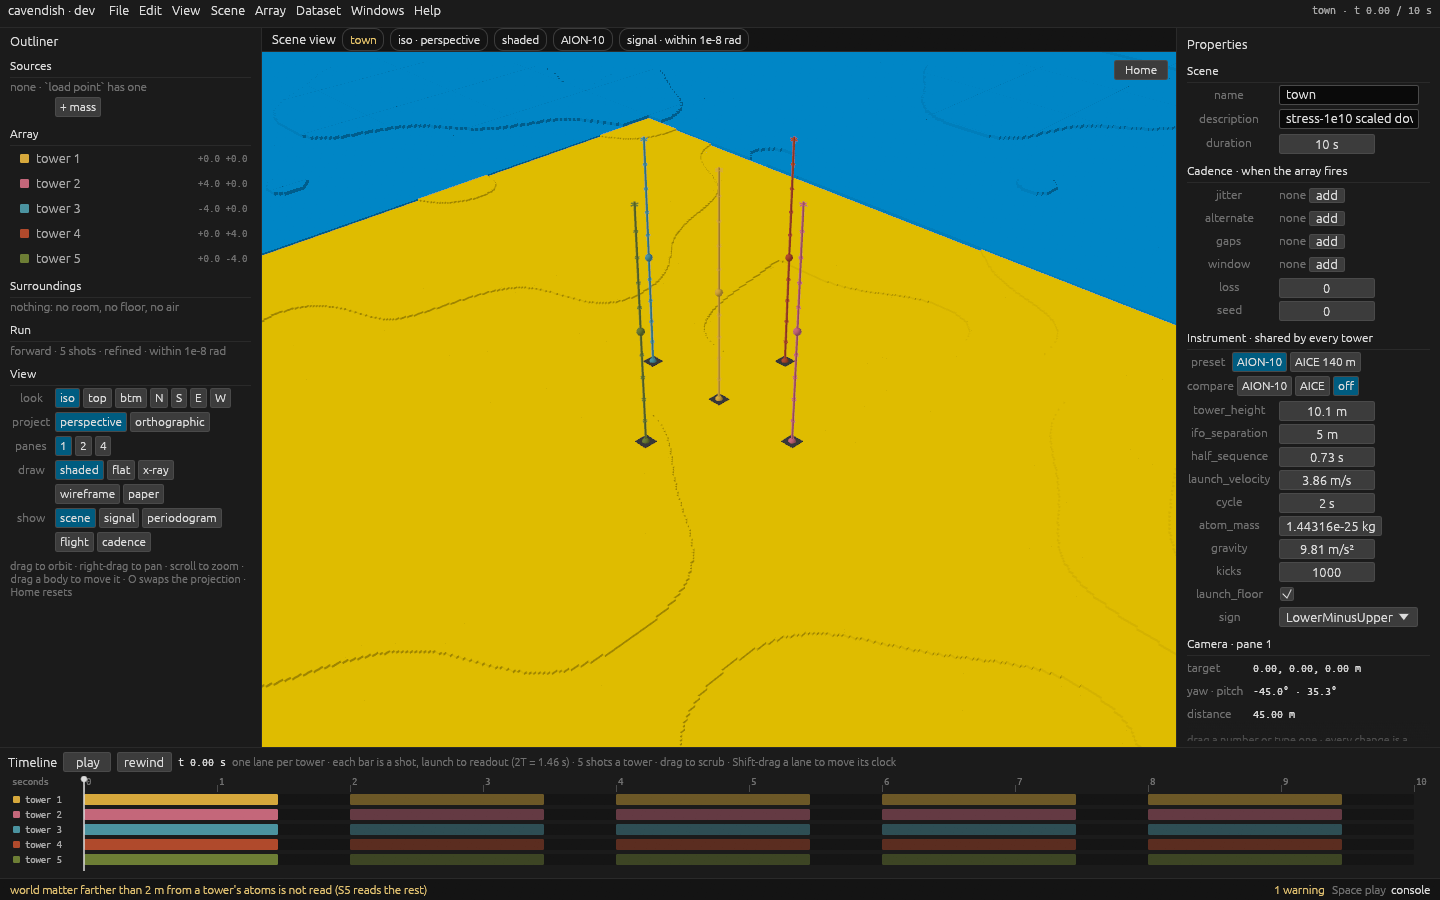 cavendish · dev File Edit View Scene Array Dataset Windows Help
town · t 0.00 / 10 s
Outliner
Sources
none · `load point` has one
+ mass
Array
tower 1 +0.0 +0.0
tower 2 +4.0 +0.0
tower 3 -4.0 +0.0
tower 4 +0.0 +4.0
tower 5 +0.0 -4.0
Surroundings
nothing: no room, no floor, no air
Run
forward · 5 shots · refined · within 1e-8 rad
View
look iso top btm N S E W
project perspective orthographic
panes 1 2 4
draw shaded flat x-ray
wireframe paper
show scene signal periodogram
flight cadence
drag to orbit · right-drag to pan · scroll to zoom ·
drag a body to move it · O swaps the projection ·
Home resets
Scene view town iso · perspective shaded AION-10 signal · within 1e-8 rad
Home
Properties
Scene
name town
description stress-1e10 scaled dov
duration 10 s
Cadence · when the array fires
jitter none add
alternate none add
gaps none add
window none add
loss 0
seed 0
Instrument · shared by every tower
preset AION-10 AICE 140 m
compare AION-10 AICE off
tower_height 10.1 m
ifo_separation 5 m
half_sequence 0.73 s
launch_velocity 3.86 m/s
cycle 2 s
atom_mass 1.44316e-25 kg
gravity 9.81 m/s²
kicks 1000
launch_floor
sign LowerMinusUpper
Camera · pane 1
target 0.00, 0.00, 0.00 m
yaw · pitch -45.0° · 35.3°
distance 45.00 m
drag a number or type one · every change is a
Timeline play rewind t 0.00 s one lane per tower · each bar is a shot, launch to readout (2T = 1.46 s) · 5 shots a tower · drag to scrub · Shift-drag a lane to move its clock
seconds 0 1 2 3 4 5 6 7 8 9 10
tower 1
tower 2
tower 3
tower 4
tower 5
world matter farther than 2 m from a tower's atoms is not read (S5 reads the rest)
1 warning Space play console